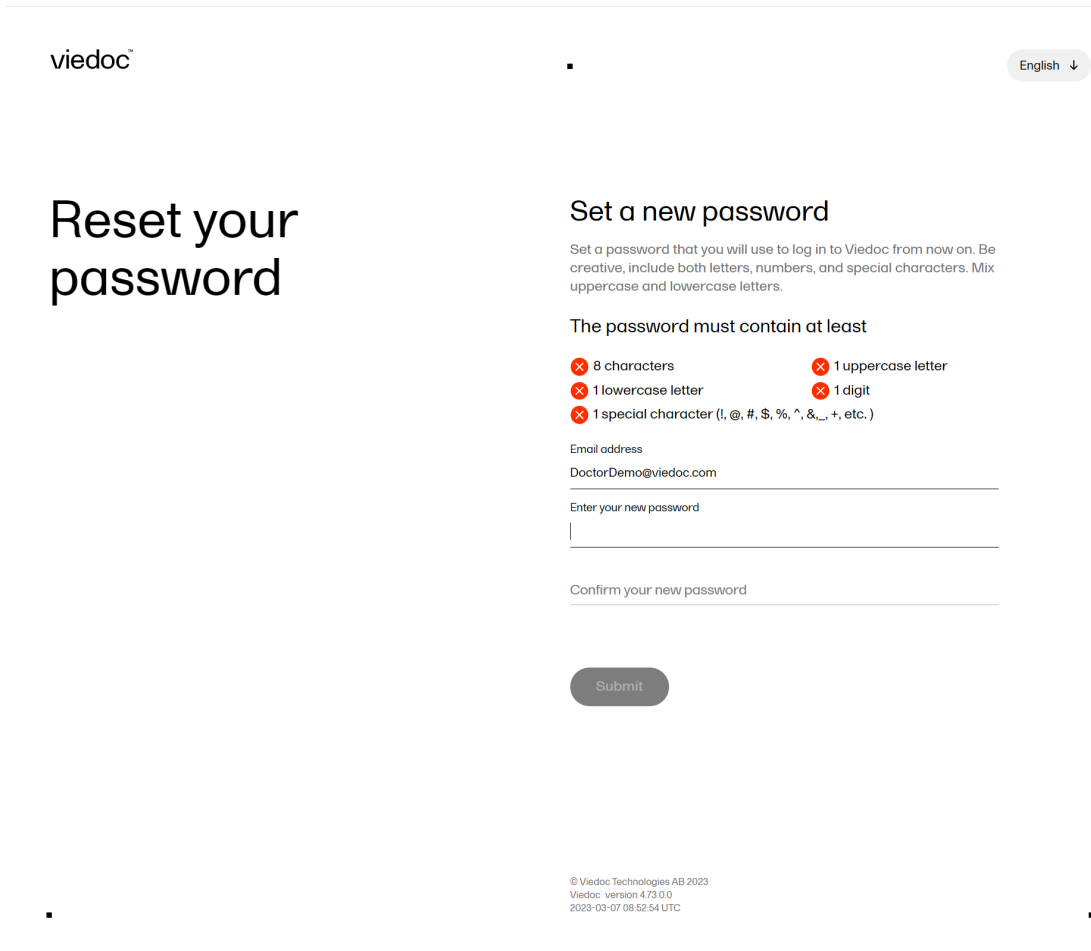 viedoc™
English ↓
Reset your
password
Set a new password
Set a password that you will use to log in to Viedoc from now on. Be
creative, include both letters, numbers, and special characters. Mix
uppercase and lowercase letters.
The password must contain at least
8 characters
1 uppercase letter
1 lowercase letter
1 digit
1 special character (!, @, #, $, %, ^, &,_, +, etc. )
Email address
DoctorDemo@viedoc.com
Enter your new password
Confirm your new password
Submit
© Viedoc Technologies AB 2023
Viedoc version 4.73.0.0
2023-03-07 08:52:54 UTC